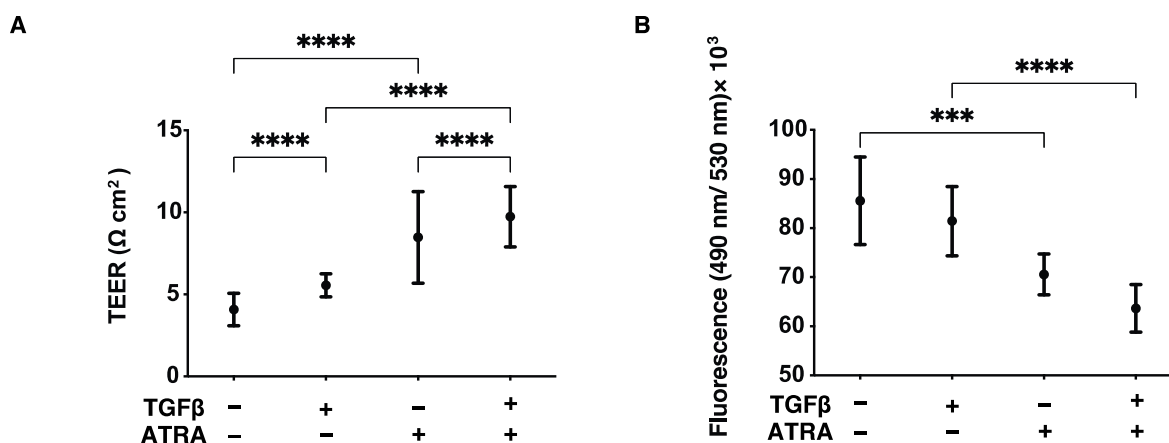 A
****
****
****
****
TEER (Ω cm²)
15
10
5
0
TGFβ – + – +
ATRA – – + +
B
****
***
Fluorescence (490 nm/ 530 nm)× 10³
100
90
80
70
60
50
TGFβ – + – +
ATRA – – + +